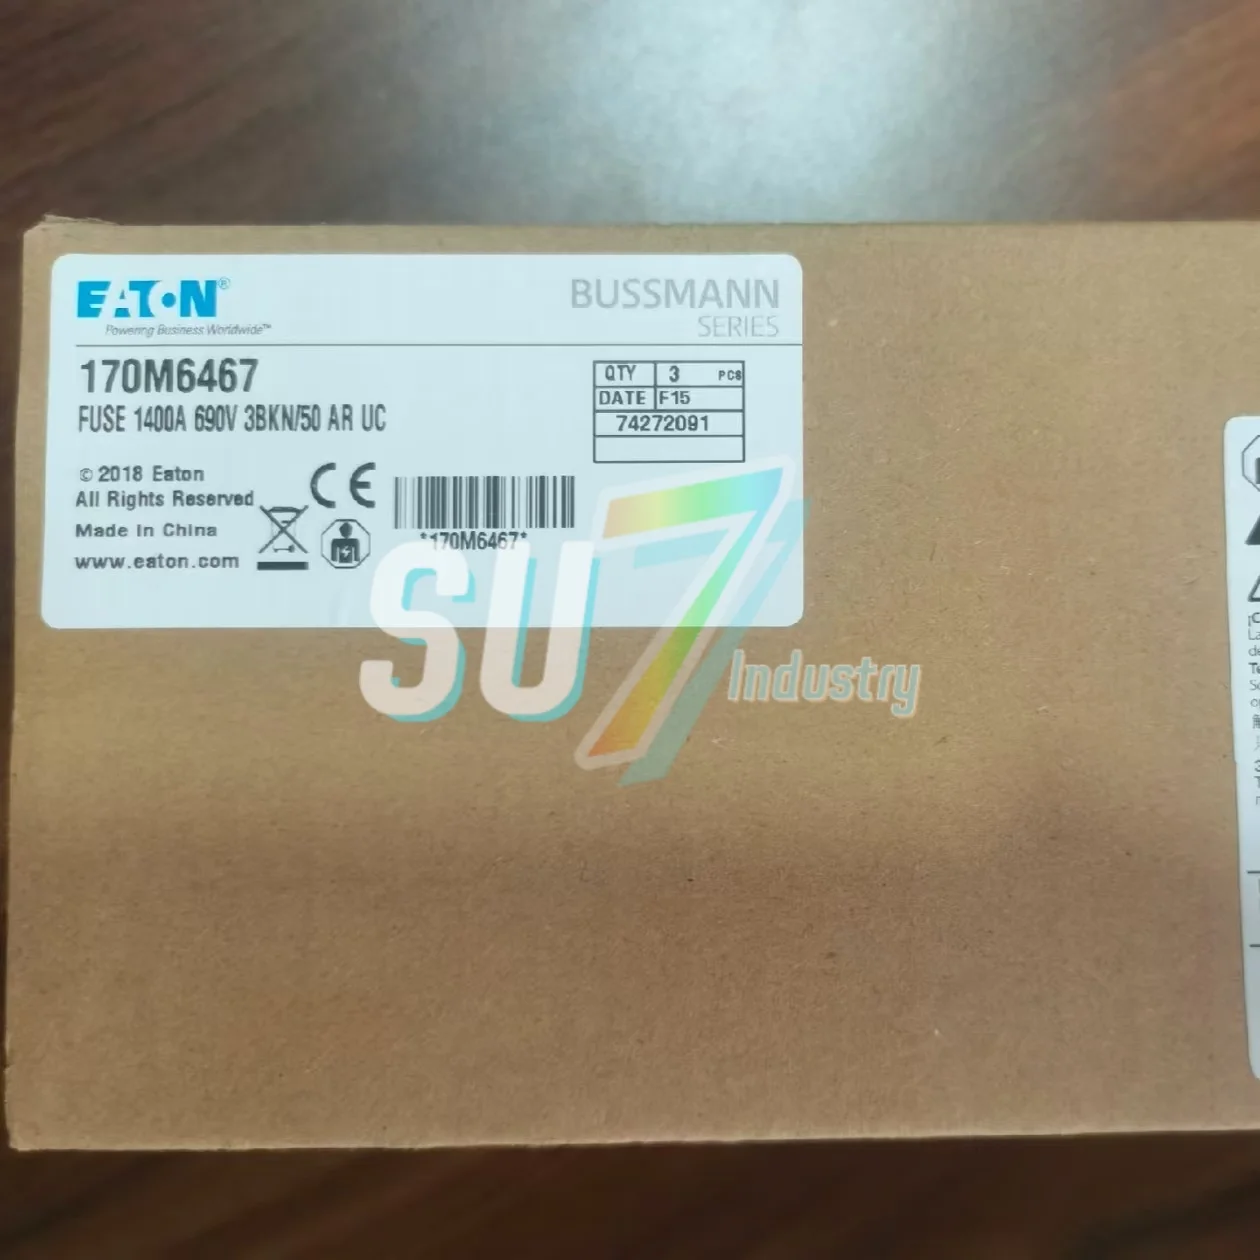 EATON®
Powering Business Worldwide™
BUSSMANN
SERIES
170M6467
FUSE 1400A 690V 3BKN/50 AR UC
QTY 3 PCS
DATE F15
74272091
© 2018 Eaton
All Rights Reserved
Made in China
www.eaton.com
CE
*170M6467*
SU7 Industry